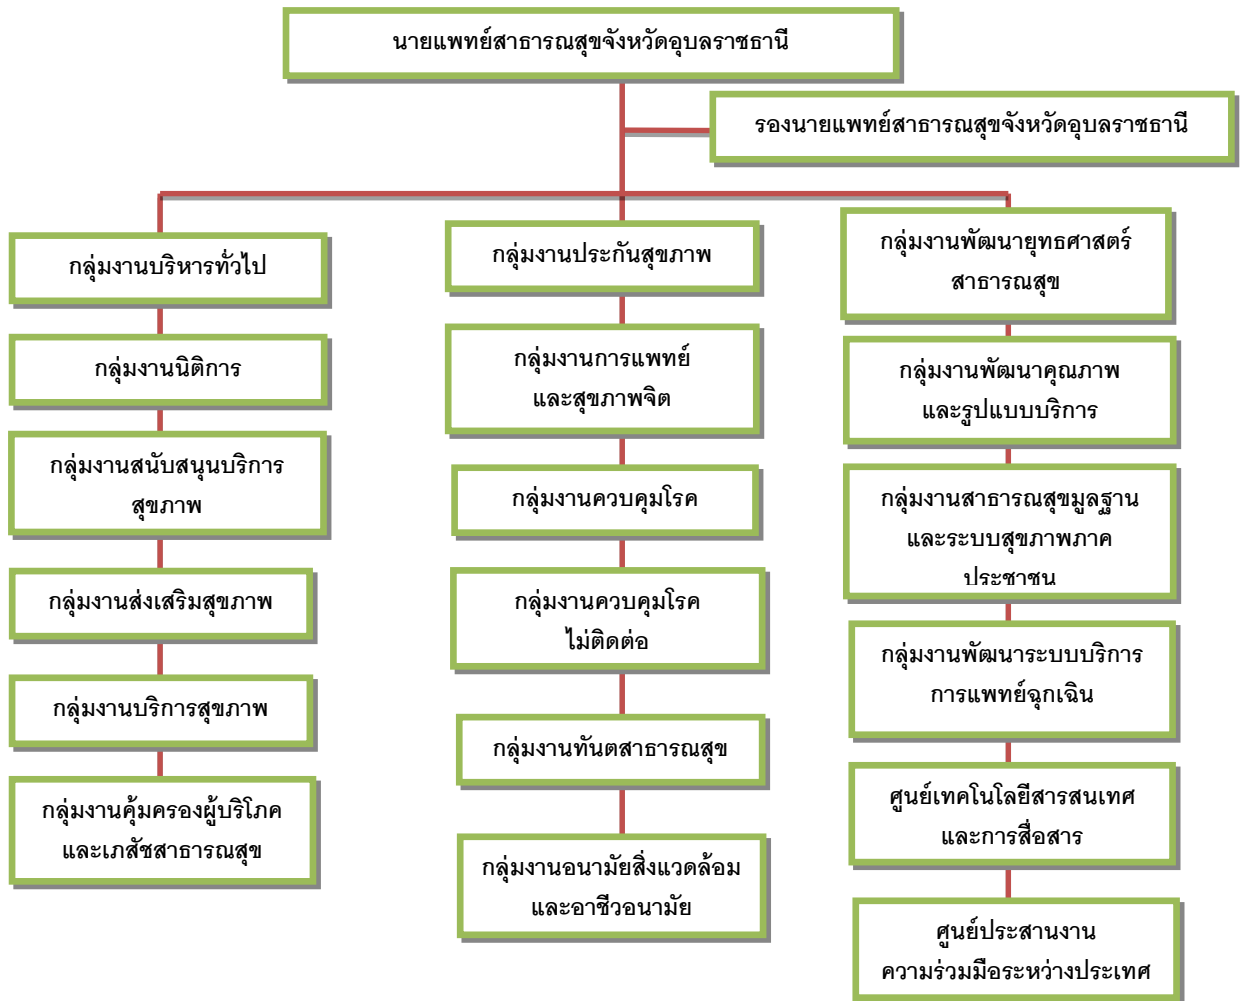 นายแพทย์สาธารณสุขจังหวัดอุบลราชธานี
รองนายแพทย์สาธารณสุขจังหวัดอุบลราชธานี
กลุ่มงานบริหารทั่วไป
กลุ่มงานนิติการ
กลุ่มงานสนับสนุนบริการ
สุขภาพ
กลุ่มงานส่งเสริมสุขภาพ
กลุ่มงานบริการสุขภาพ
กลุ่มงานคุ้มครองผู้บริโภค
และเภสัชสาธารณสุข
กลุ่มงานประกันสุขภาพ
กลุ่มงานการแพทย์
และสุขภาพจิต
กลุ่มงานควบคุมโรค
กลุ่มงานควบคุมโรค
ไม่ติดต่อ
กลุ่มงานทันตสาธารณสุข
กลุ่มงานอนามัยสิ่งแวดล้อม
และอาชีวอนามัย
กลุ่มงานพัฒนายุทธศาสตร์
สาธารณสุข
กลุ่มงานพัฒนาคุณภาพ
และรูปแบบบริการ
กลุ่มงานสาธารณสุขมูลฐาน
และระบบสุขภาพภาค
ประชาชน
กลุ่มงานพัฒนาระบบบริการ
การแพทย์ฉุกเฉิน
ศูนย์เทคโนโลยีสารสนเทศ
และการสื่อสาร
ศูนย์ประสานงาน
ความร่วมมือระหว่างประเทศ